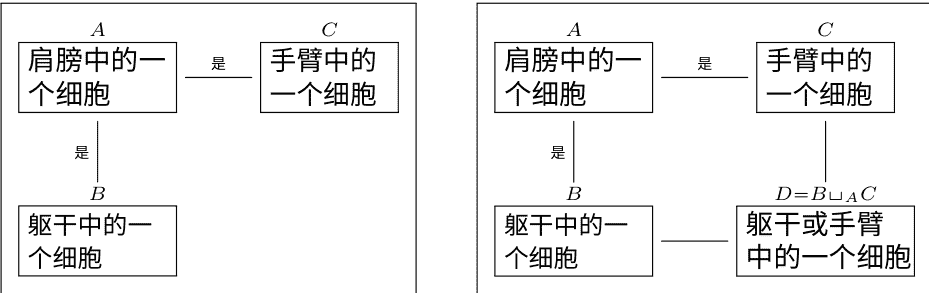 A
肩膀中的一
个细胞
是
C
手臂中的
一个细胞
是
B
躯干中的一
个细胞
A
肩膀中的一
个细胞
是
C
手臂中的
一个细胞
是
B
躯干中的一
个细胞
D=B⊔_A C
躯干或手臂
中的一个细胞